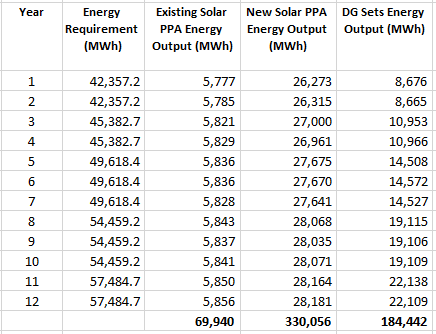 Year Energy Existing Solar New Solar PPA DG Sets Energy
Requirement PPA Energy Energy Output Output (MWh)
(MWh) Output (MWh) (MWh)
1 42,357.2 5,777 26,273 8,676
2 42,357.2 5,785 26,315 8,665
3 45,382.7 5,821 27,000 10,953
4 45,382.7 5,829 26,961 10,966
5 49,618.4 5,836 27,675 14,508
6 49,618.4 5,836 27,670 14,572
7 49,618.4 5,828 27,641 14,527
8 54,459.2 5,843 28,068 19,115
9 54,459.2 5,837 28,035 19,106
10 54,459.2 5,841 28,071 19,109
11 57,484.7 5,850 28,164 22,138
12 57,484.7 5,856 28,181 22,109
69,940 330,056 184,442